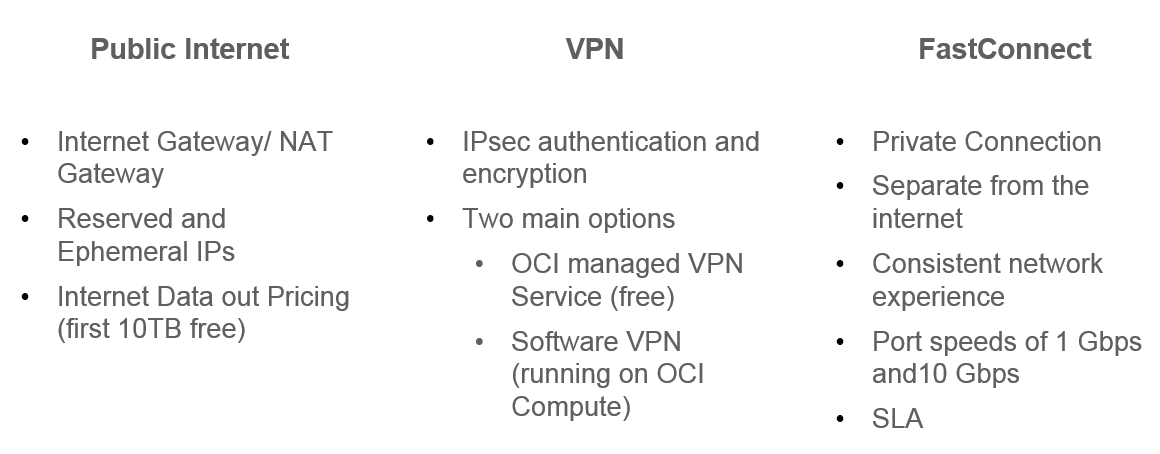 Public Internet
• Internet Gateway/ NAT
Gateway
• Reserved and
Ephemeral IPs
• Internet Data out Pricing
(first 10TB free)
VPN
• IPsec authentication and
encryption
• Two main options
• OCI managed VPN
Service (free)
• Software VPN
(running on OCI
Compute)
FastConnect
• Private Connection
• Separate from the
internet
• Consistent network
experience
• Port speeds of 1 Gbps
and10 Gbps
• SLA